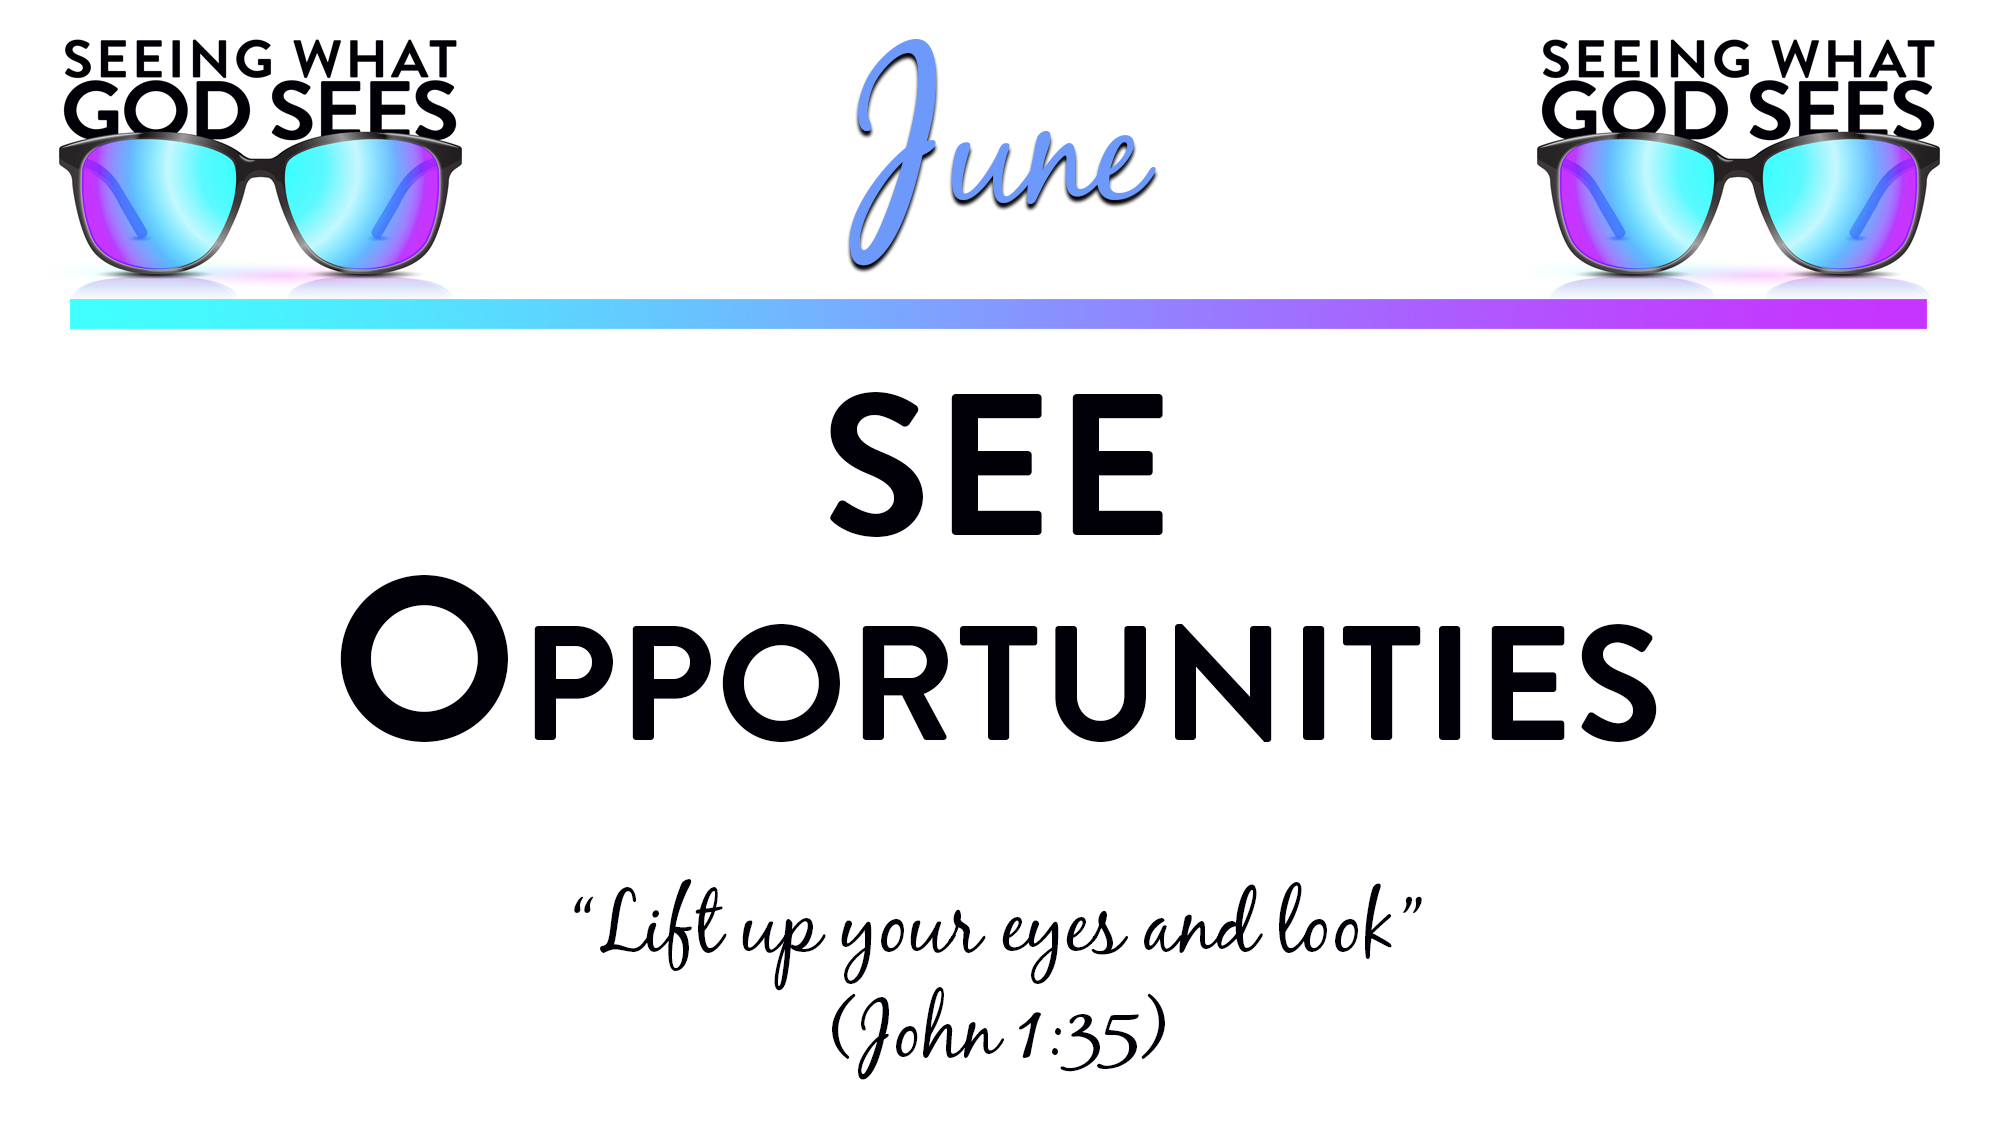 SEEING WHAT
GOD SEES
June
SEEING WHAT
GOD SEES
SEE
OPPORTUNITIES
“Lift up your eyes and look”
(John 1:35)